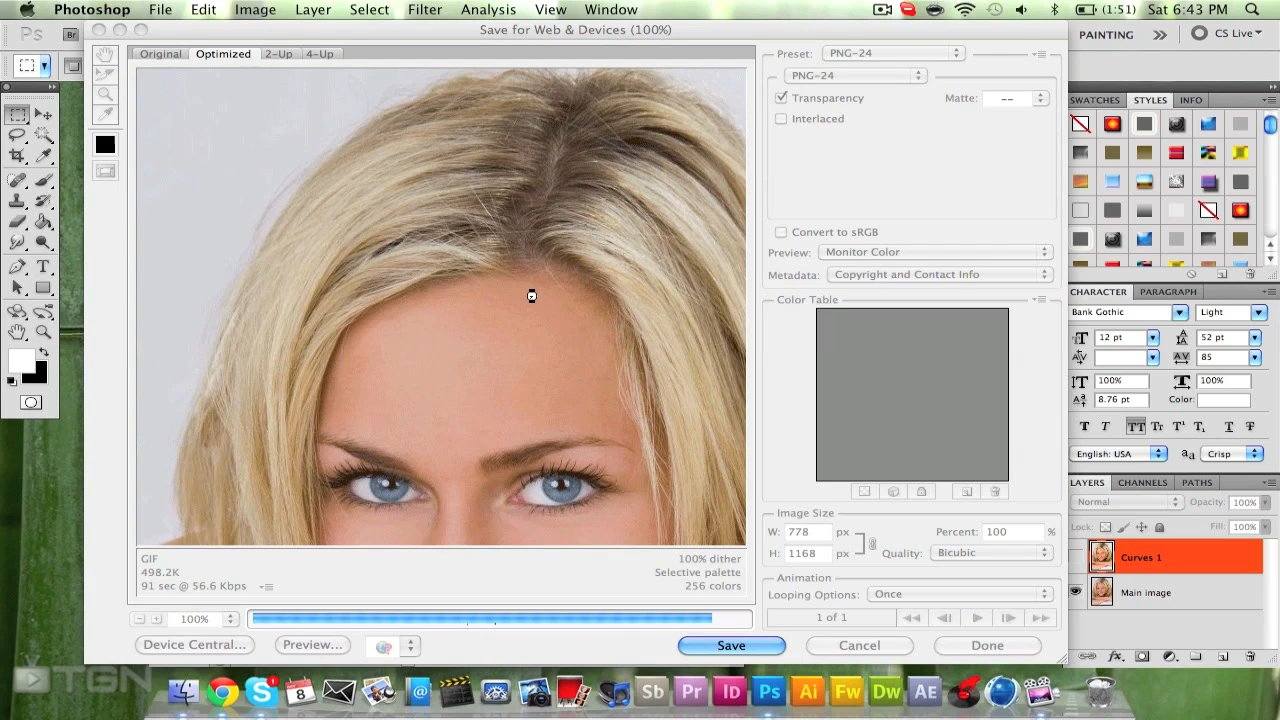 Photoshop File Edit Image Layer Select Filter Analysis View Window (1:51) Sat 6:43 PM
Ps Br PAINTING CS Live
Save for Web & Devices (100%)
Original Optimized 2-Up 4-Up
Preset: PNG-24
PNG-24
Transparency Matte: --
Interlaced
Convert to sRGB
Preview: Monitor Color
Metadata: Copyright and Contact Info
Color Table
Image Size
W: 778 px Percent: 100 %
H: 1168 px Quality: Bicubic
Animation
Looping Options: Once
1 of 1
GIF 100% dither
498.2K Selective palette
91 sec @ 56.6 Kbps 256 colors
100%
Device Central... Preview... Save Cancel Done
SWATCHES STYLES INFO
CHARACTER PARAGRAPH
Bank Gothic Light
12 pt 52 pt
85
100% 100%
8.76 pt Color:
English: USA Crisp
LAYERS CHANNELS PATHS
Normal Opacity: 100%
Lock: Fill: 100%
Curves 1
Main image
TGN
8 Sb Pr Id Ps Ai Fw Dw AE